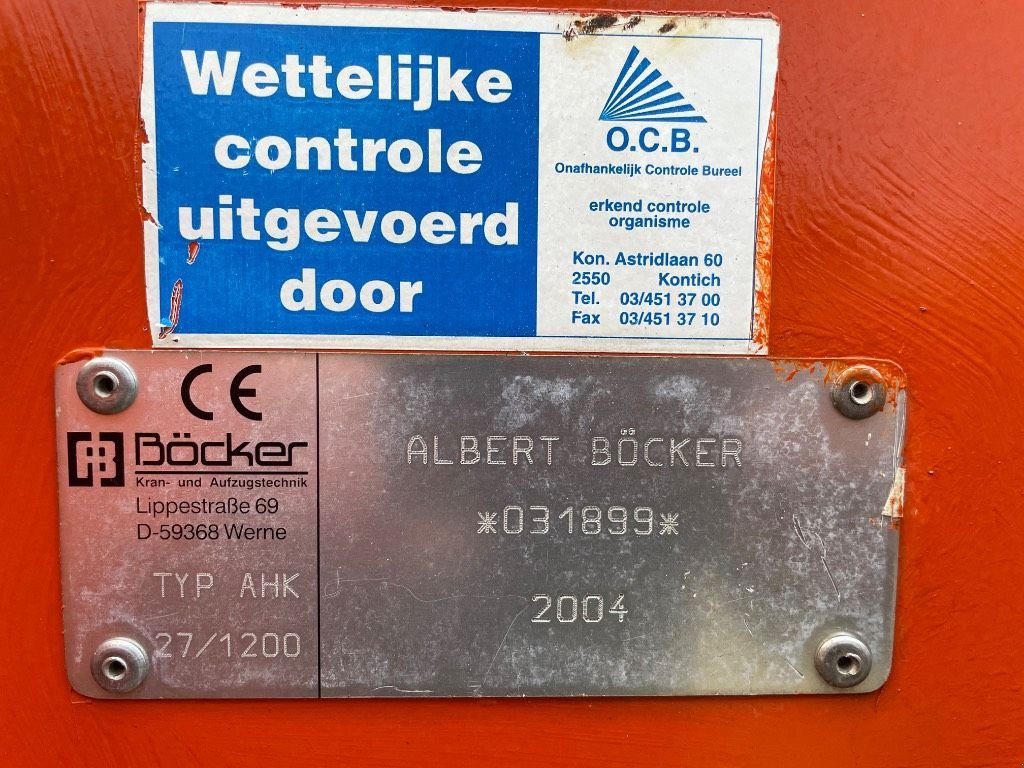 Wettelijke
controle
uitgevoerd
door
O.C.B.
Onafhankelijk Controle Bureel
erkend controle
organisme
Kon. Astridlaan 60
2550 Kontich
Tel. 03/451 37 00
Fax 03/451 37 10
CE
Böcker
Kran- und Aufzugstechnik
Lippestraße 69
D-59368 Werne
TYP AHK
27/1200
ALBERT BÖCKER
*031899*
2004